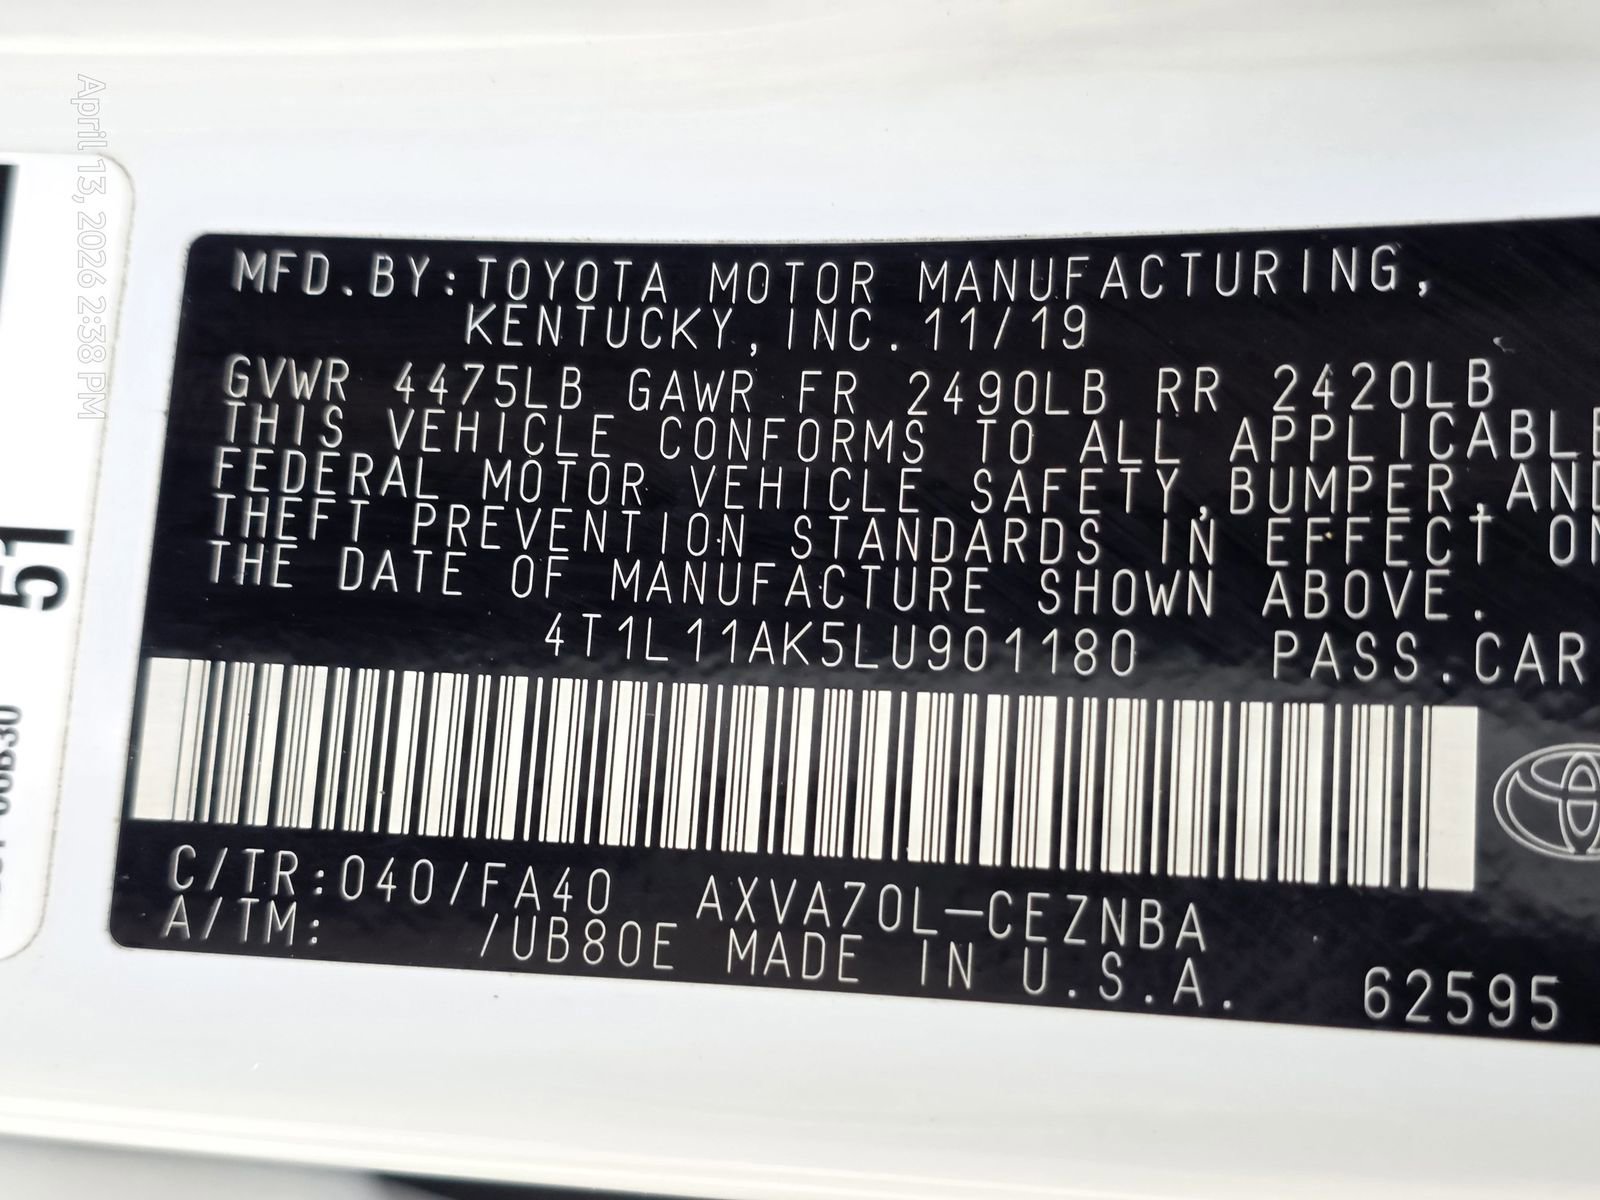 April 13, 2026 2:38 PM
51
MFD.BY:TOYOTA MOTOR MANUFACTURING,
KENTUCKY, INC. 11/19
GVWR 4475LB GAWR FR 2490LB RR 2420LB
THIS VEHICLE CONFORMS TO ALL APPLICABLE
FEDERAL MOTOR VEHICLE SAFETY,BUMPER,AND
THEFT PREVENTION STANDARDS IN EFFECT ON
THE DATE OF MANUFACTURE SHOWN ABOVE.
4T1L11AK5LU901180 PASS.CAR
C/TR:040/FA40 AXVA70L-CEZNBA
A/TM: /UB80E MADE IN U.S.A.
62595